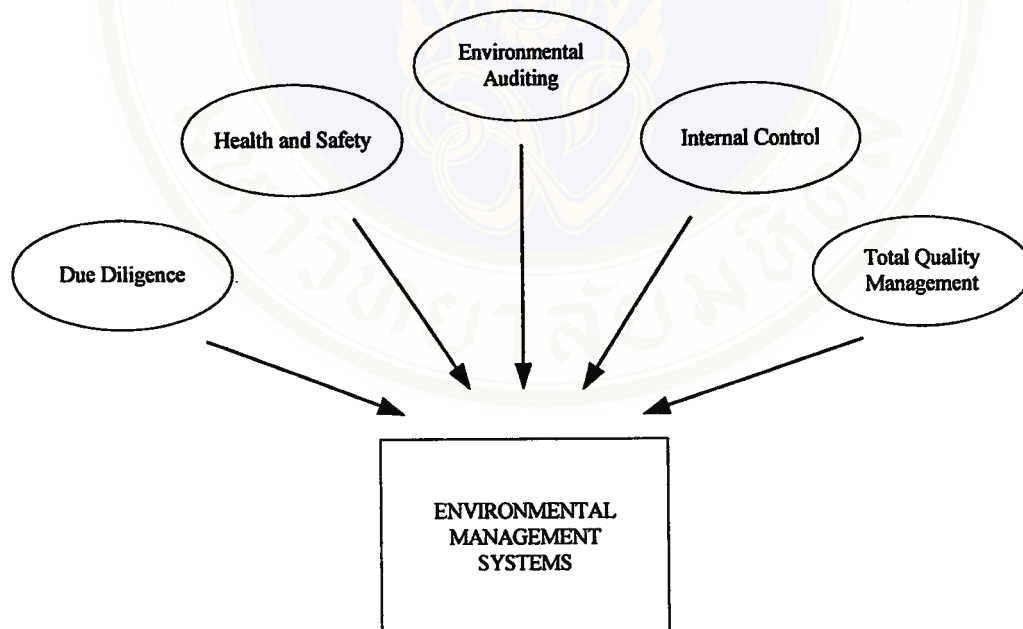 Environmental
Auditing
Health and Safety
Internal Control
Due Diligence
Total Quality
Management
ENVIRONMENTAL
MANAGEMENT
SYSTEMS